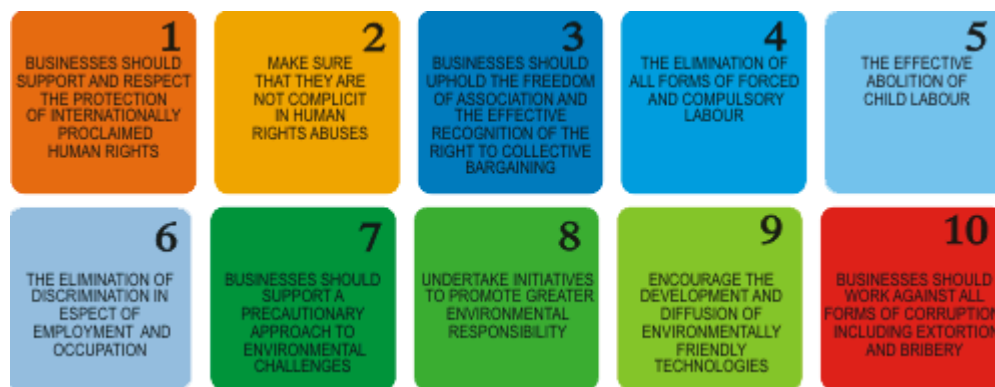 1
BUSINESSES SHOULD
SUPPORT AND RESPECT
THE PROTECTION
OF INTERNATIONALLY
PROCLAIMED
HUMAN RIGHTS
2
MAKE SURE
THAT THEY ARE
NOT COMPLICIT
IN HUMAN
RIGHTS ABUSES
3
BUSINESSES SHOULD
UPHOLD THE FREEDOM
OF ASSOCIATION AND
THE EFFECTIVE
RECOGNITION OF THE
RIGHT TO COLLECTIVE
BARGAINING
4
THE ELIMINATION OF
ALL FORMS OF FORCED
AND COMPULSORY
LABOUR
5
THE EFFECTIVE
ABOLITION OF
CHILD LABOUR
6
THE ELIMINATION OF
DISCRIMINATION IN
ESPECT OF
EMPLOYMENT AND
OCCUPATION
7
BUSINESSES SHOULD
SUPPORT A
PRECAUTIONARY
APPROACH TO
ENVIRONMENTAL
CHALLENGES
8
UNDERTAKE INITIATIVES
TO PROMOTE GREATER
ENVIRONMENTAL
RESPONSIBILITY
9
ENCOURAGE THE
DEVELOPMENT AND
DIFFUSION OF
ENVIRONMENTALLY
FRIENDLY
TECHNOLOGIES
10
BUSINESSES SHOULD
WORK AGAINST ALL
FORMS OF CORRUPTION
INCLUDING EXTORTION
AND BRIBERY